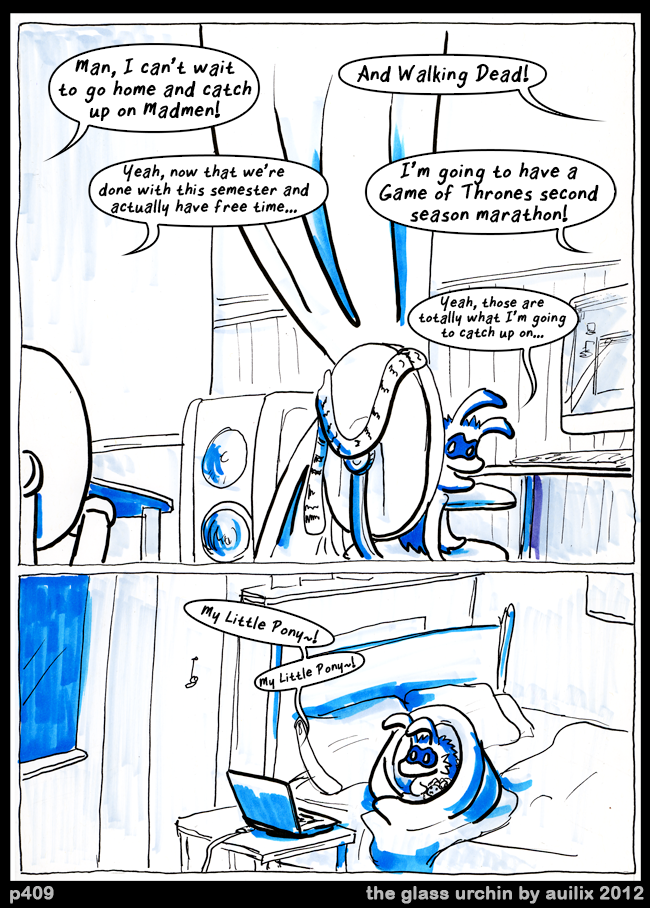 Man, I can't wait
to go home and catch
up on Madmen!
And Walking Dead!
Yeah, now that we're
done with this semester and
actually have free time...
I'm going to have a
Game of Thrones second
season marathon!
Yeah, those are
totally what I'm going
to catch up on...
My Little Pony~!
My Little Pony~!
p409
the glass urchin by auilix 2012